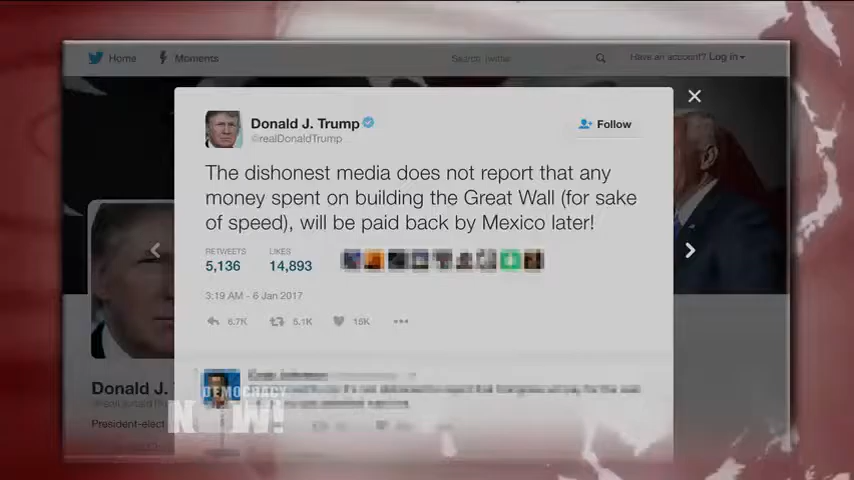 Home
Moments
Search Twitter
Have an account? Log in
Donald J. Trump
@realDonaldTrump
Follow
The dishonest media does not report that any
money spent on building the Great Wall (for sake
of speed), will be paid back by Mexico later!
RETWEETS
LIKES
5,136
14,893
3:19 AM - 6 Jan 2017
6.7K
5.1K
15K
Donald J.
President-elect
DEMOCRACY
NOW!